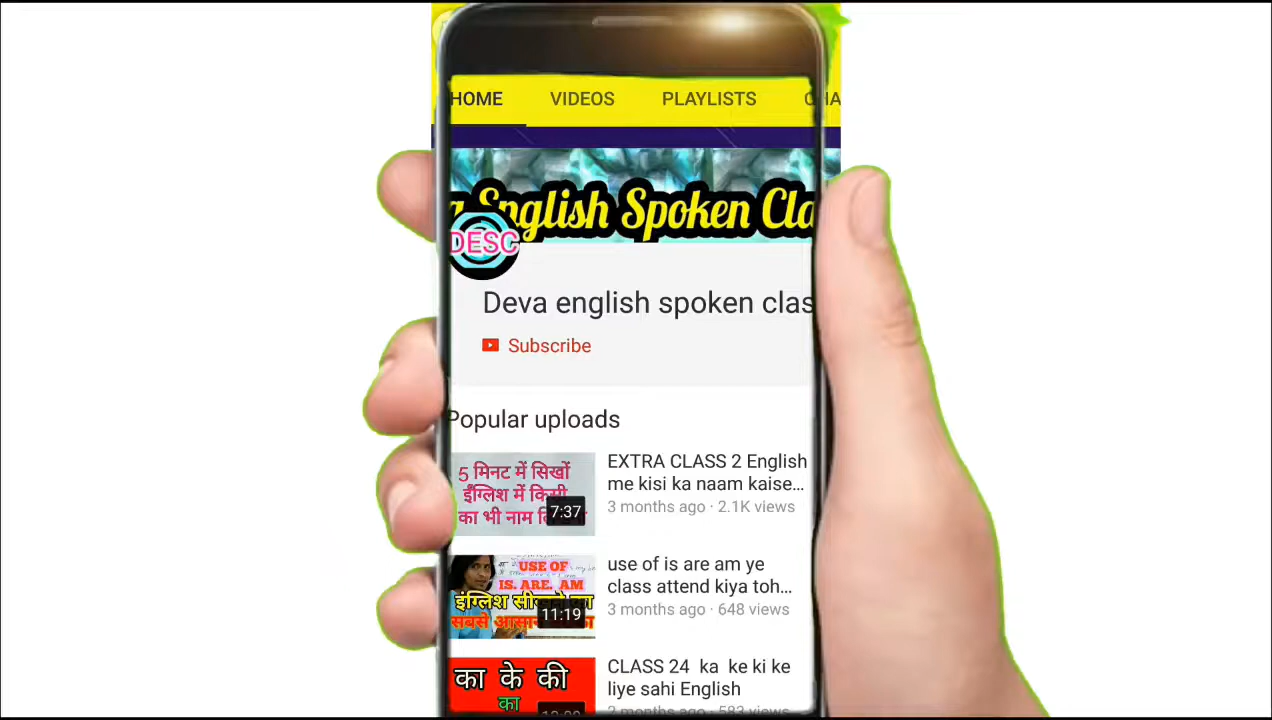 HOME VIDEOS PLAYLISTS
English Spoken
DESC
Deva english spoken clas
Subscribe
Popular uploads
5 मिनट में सिखों
ईंग्लिश में किसी
का भी नाम
7:37
EXTRA CLASS 2 English
me kisi ka naam kaise...
3 months ago · 2.1K views
USE OF
IS. ARE. AM
इंग्लिश सीखने का
सबसे आसान
11:19
use of is are am ye
class attend kiya toh...
3 months ago · 648 views
का के की
का
CLASS 24 ka ke ki ke
liye sahi English
583 views